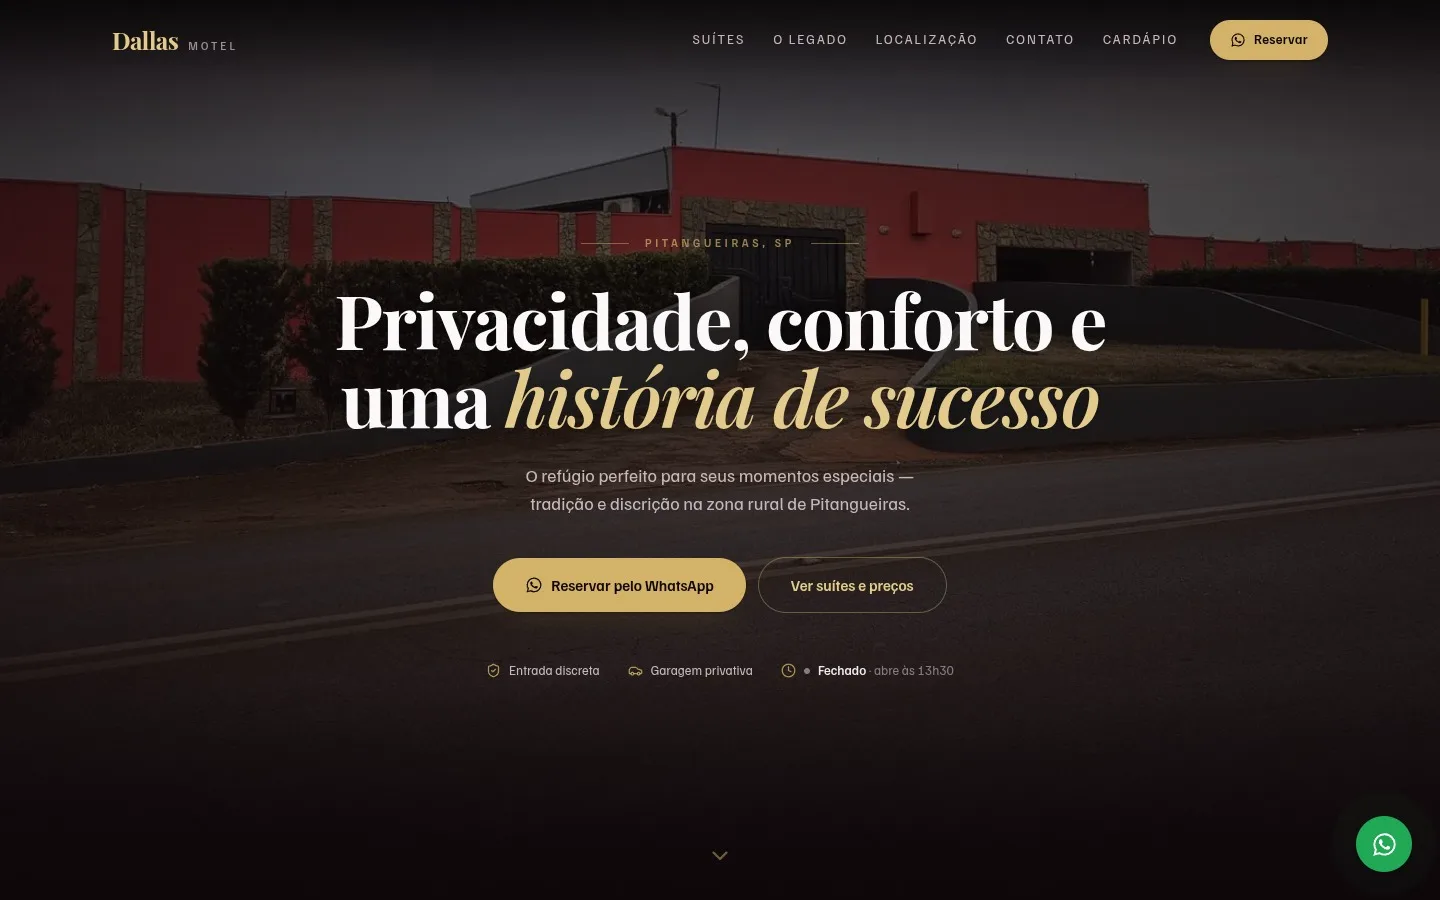 Dallas MOTEL
SUÍTES
O LEGADO
LOCALIZAÇÃO
CONTATO
CARDÁPIO
Reservar
PITANGUEIRAS, SP
Privacidade, conforto e
uma história de sucesso
O refúgio perfeito para seus momentos especiais —
tradição e discrição na zona rural de Pitangueiras.
Reservar pelo WhatsApp
Ver suítes e preços
Entrada discreta
Garagem privativa
Fechado · abre às 13h30